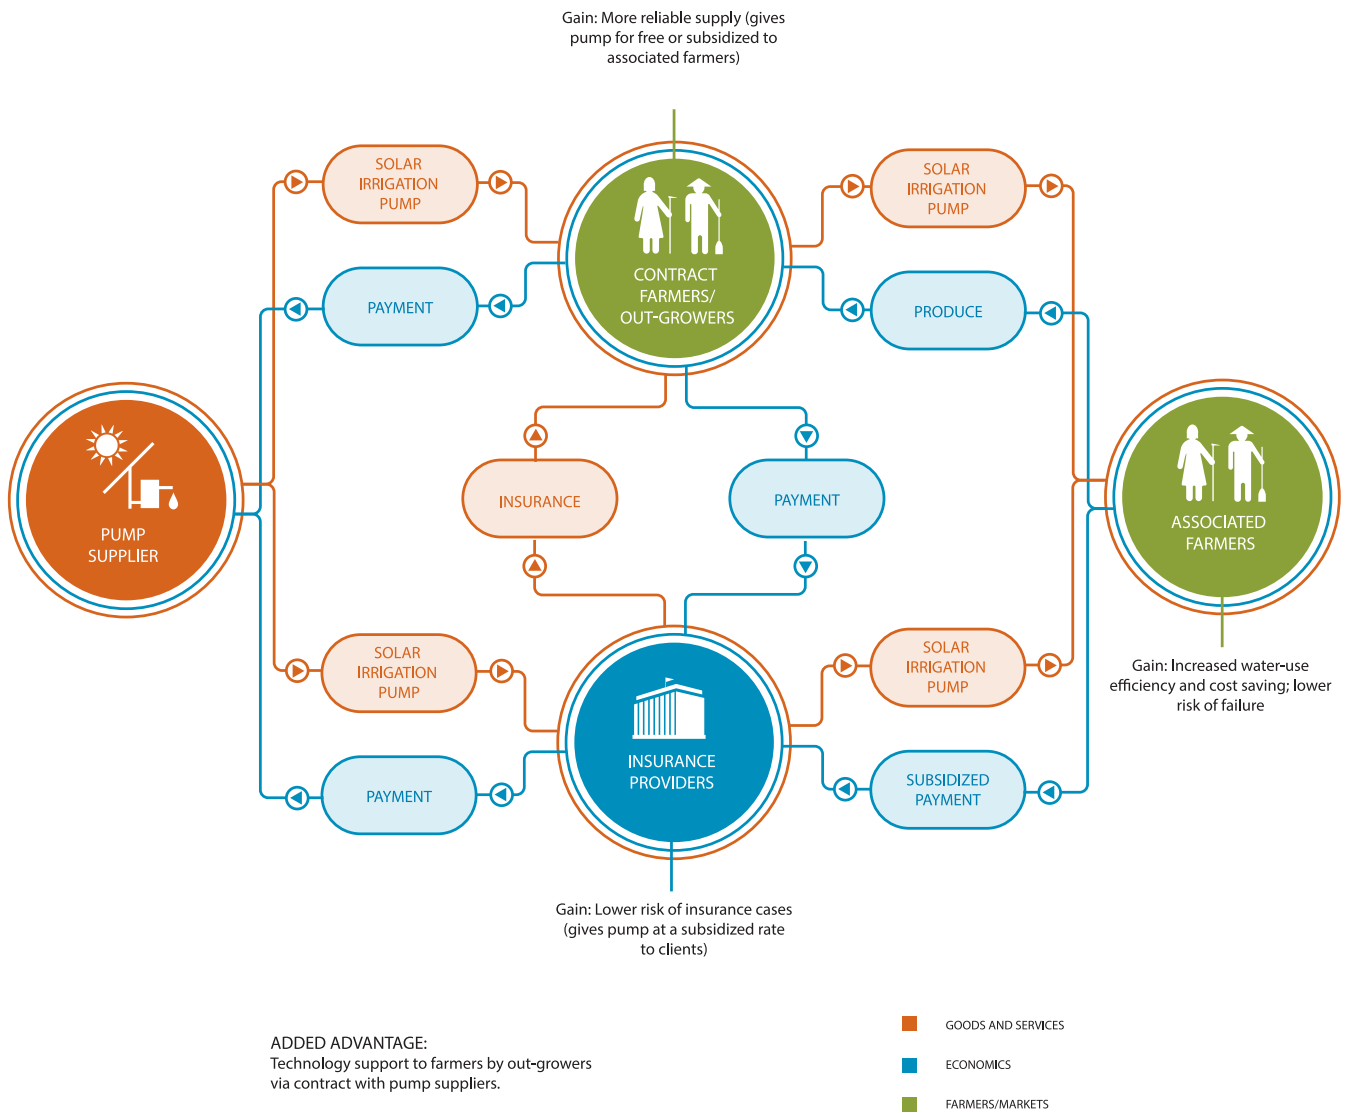 Gain: More reliable supply (gives
pump for free or subsidized to
associated farmers)
SOLAR
IRRIGATION
PUMP
SOLAR
IRRIGATION
PUMP
CONTRACT
FARMERS/
OUT-GROWERS
PAYMENT
PRODUCE
INSURANCE
PAYMENT
PUMP
SUPPLIER
ASSOCIATED
FARMERS
Gain: Increased water-use
efficiency and cost saving; lower
risk of failure
SOLAR
IRRIGATION
PUMP
SOLAR
IRRIGATION
PUMP
INSURANCE
PROVIDERS
PAYMENT
SUBSIDIZED
PAYMENT
Gain: Lower risk of insurance cases
(gives pump at a subsidized rate
to clients)
ADDED ADVANTAGE:
Technology support to farmers by out-growers
via contract with pump suppliers.
GOODS AND SERVICES
ECONOMICS
FARMERS/MARKETS